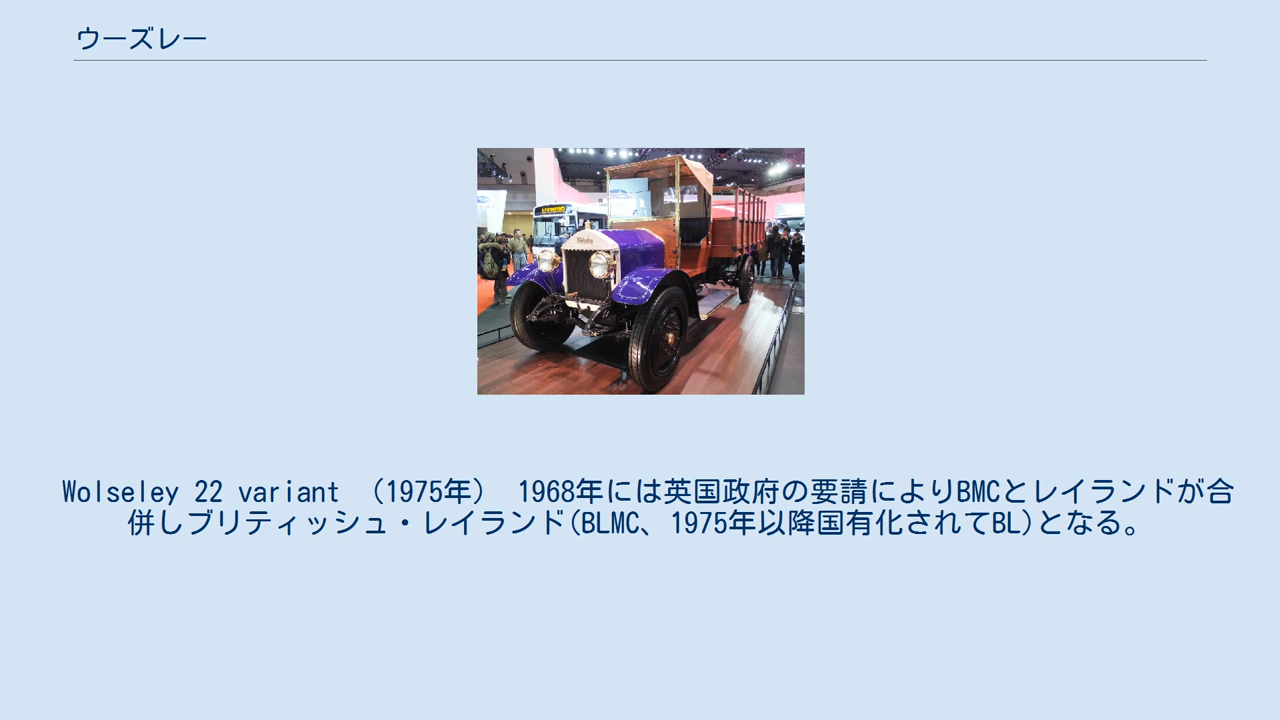 ウーズレー
Wolseley 22 variant （1975年） 1968年には英国政府の要請によりBMCとレイランドが合
併しブリティッシュ・レイランド(BLMC、1975年以降国有化されてBL)となる。